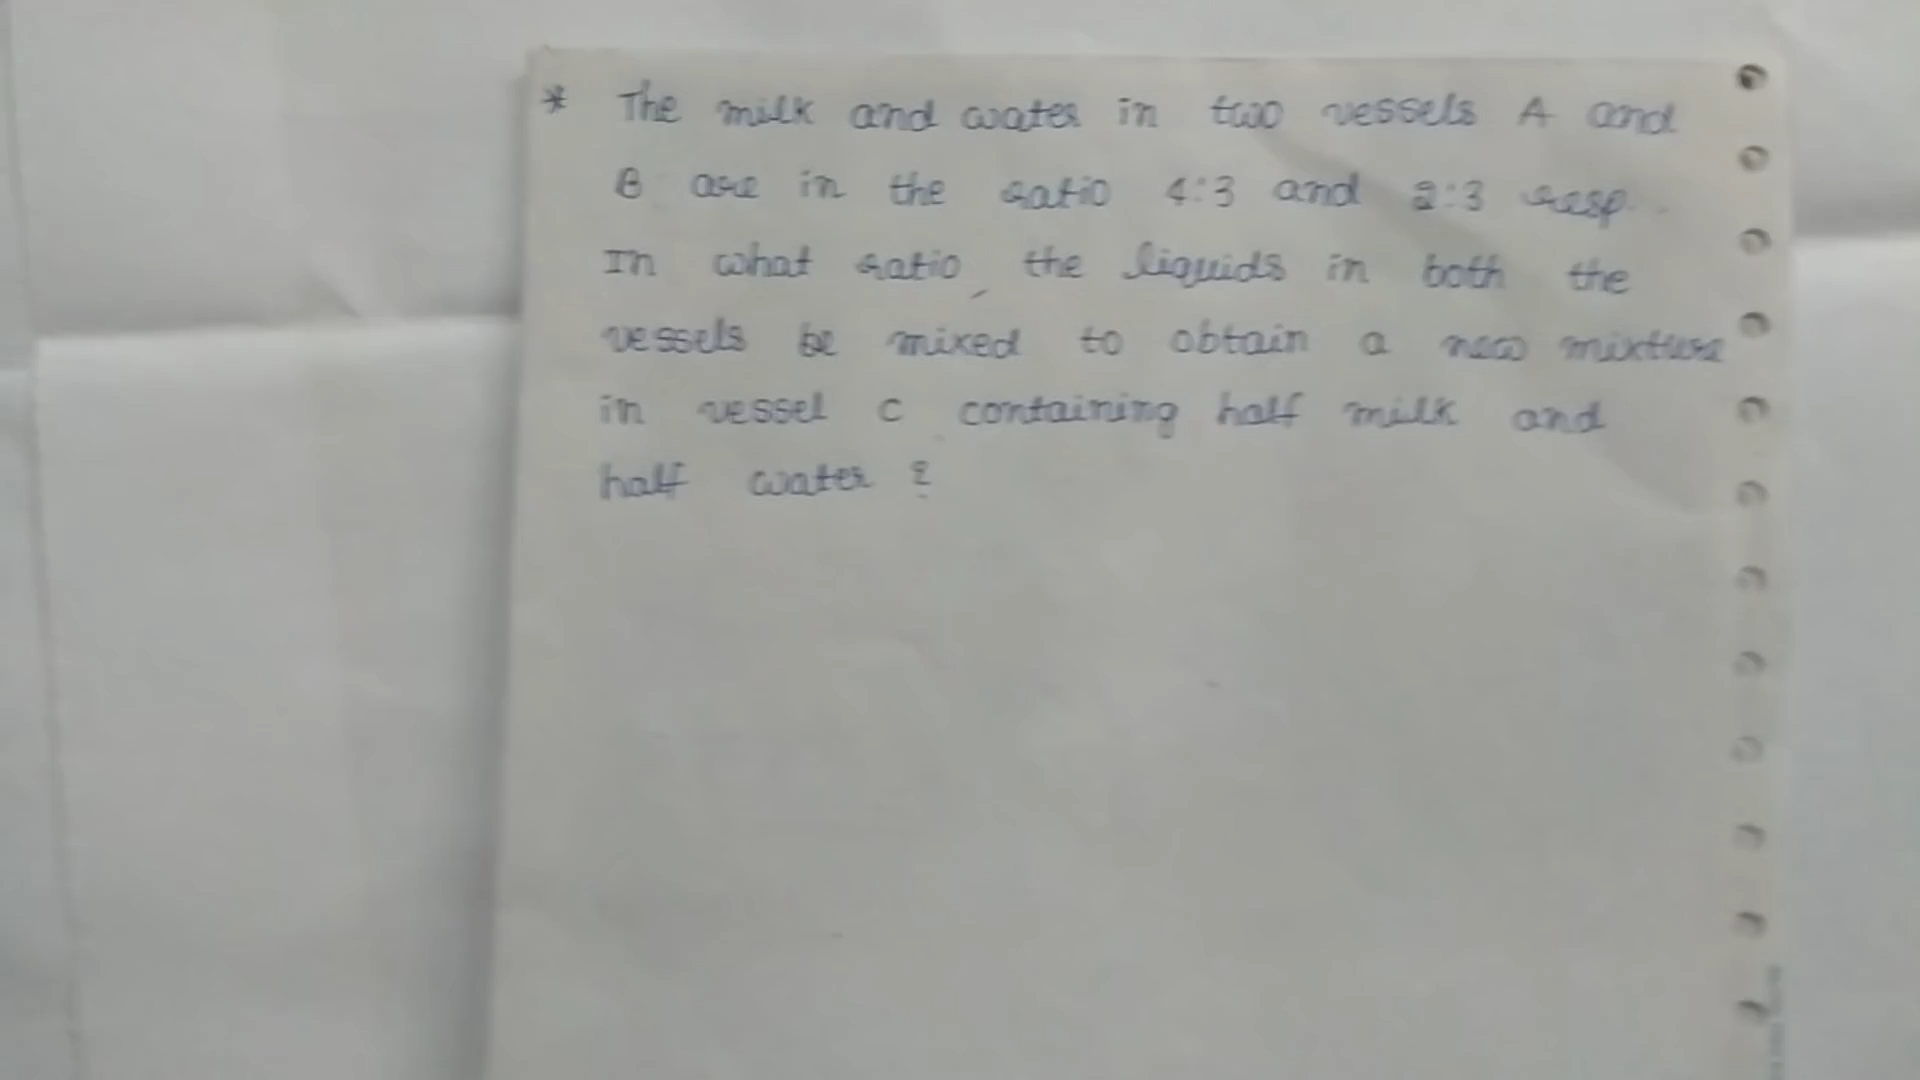 * The milk and water in two vessels A and
B are in the ratio 4:3 and 2:3 resp.
In what ratio, the liquids in both the
vessels be mixed to obtain a new mixture
in vessel C containing half milk and
half water ?